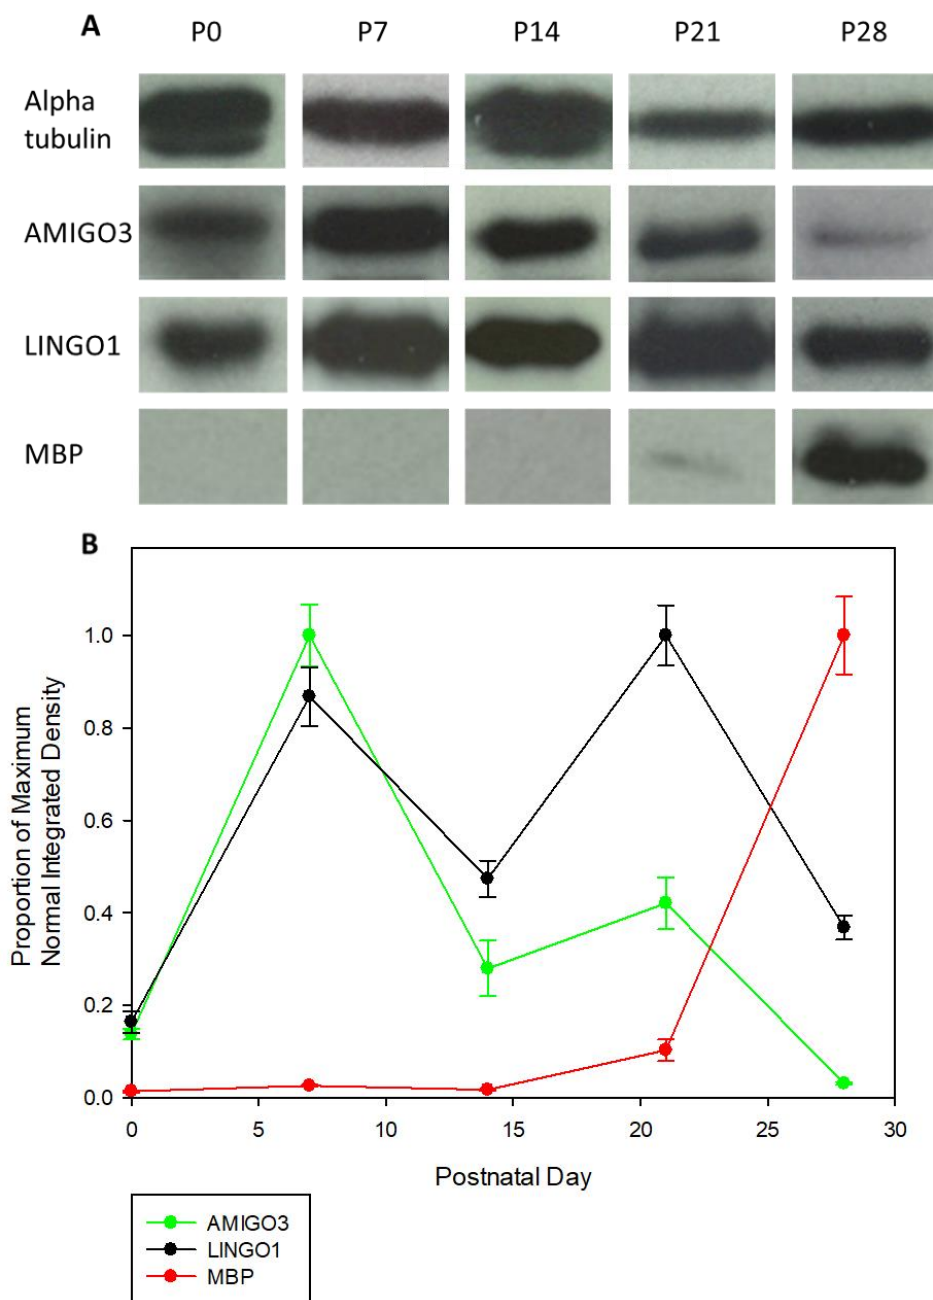 A P0 P7 P14 P21 P28
Alpha
tubulin
AMIGO3
LINGO1
MBP
B
1.0
0.8
0.6
0.4
0.2
0.0
Proportion of Maximum
Normal Integrated Density
0 5 10 15 20 25 30
Postnatal Day
AMIGO3
LINGO1
MBP